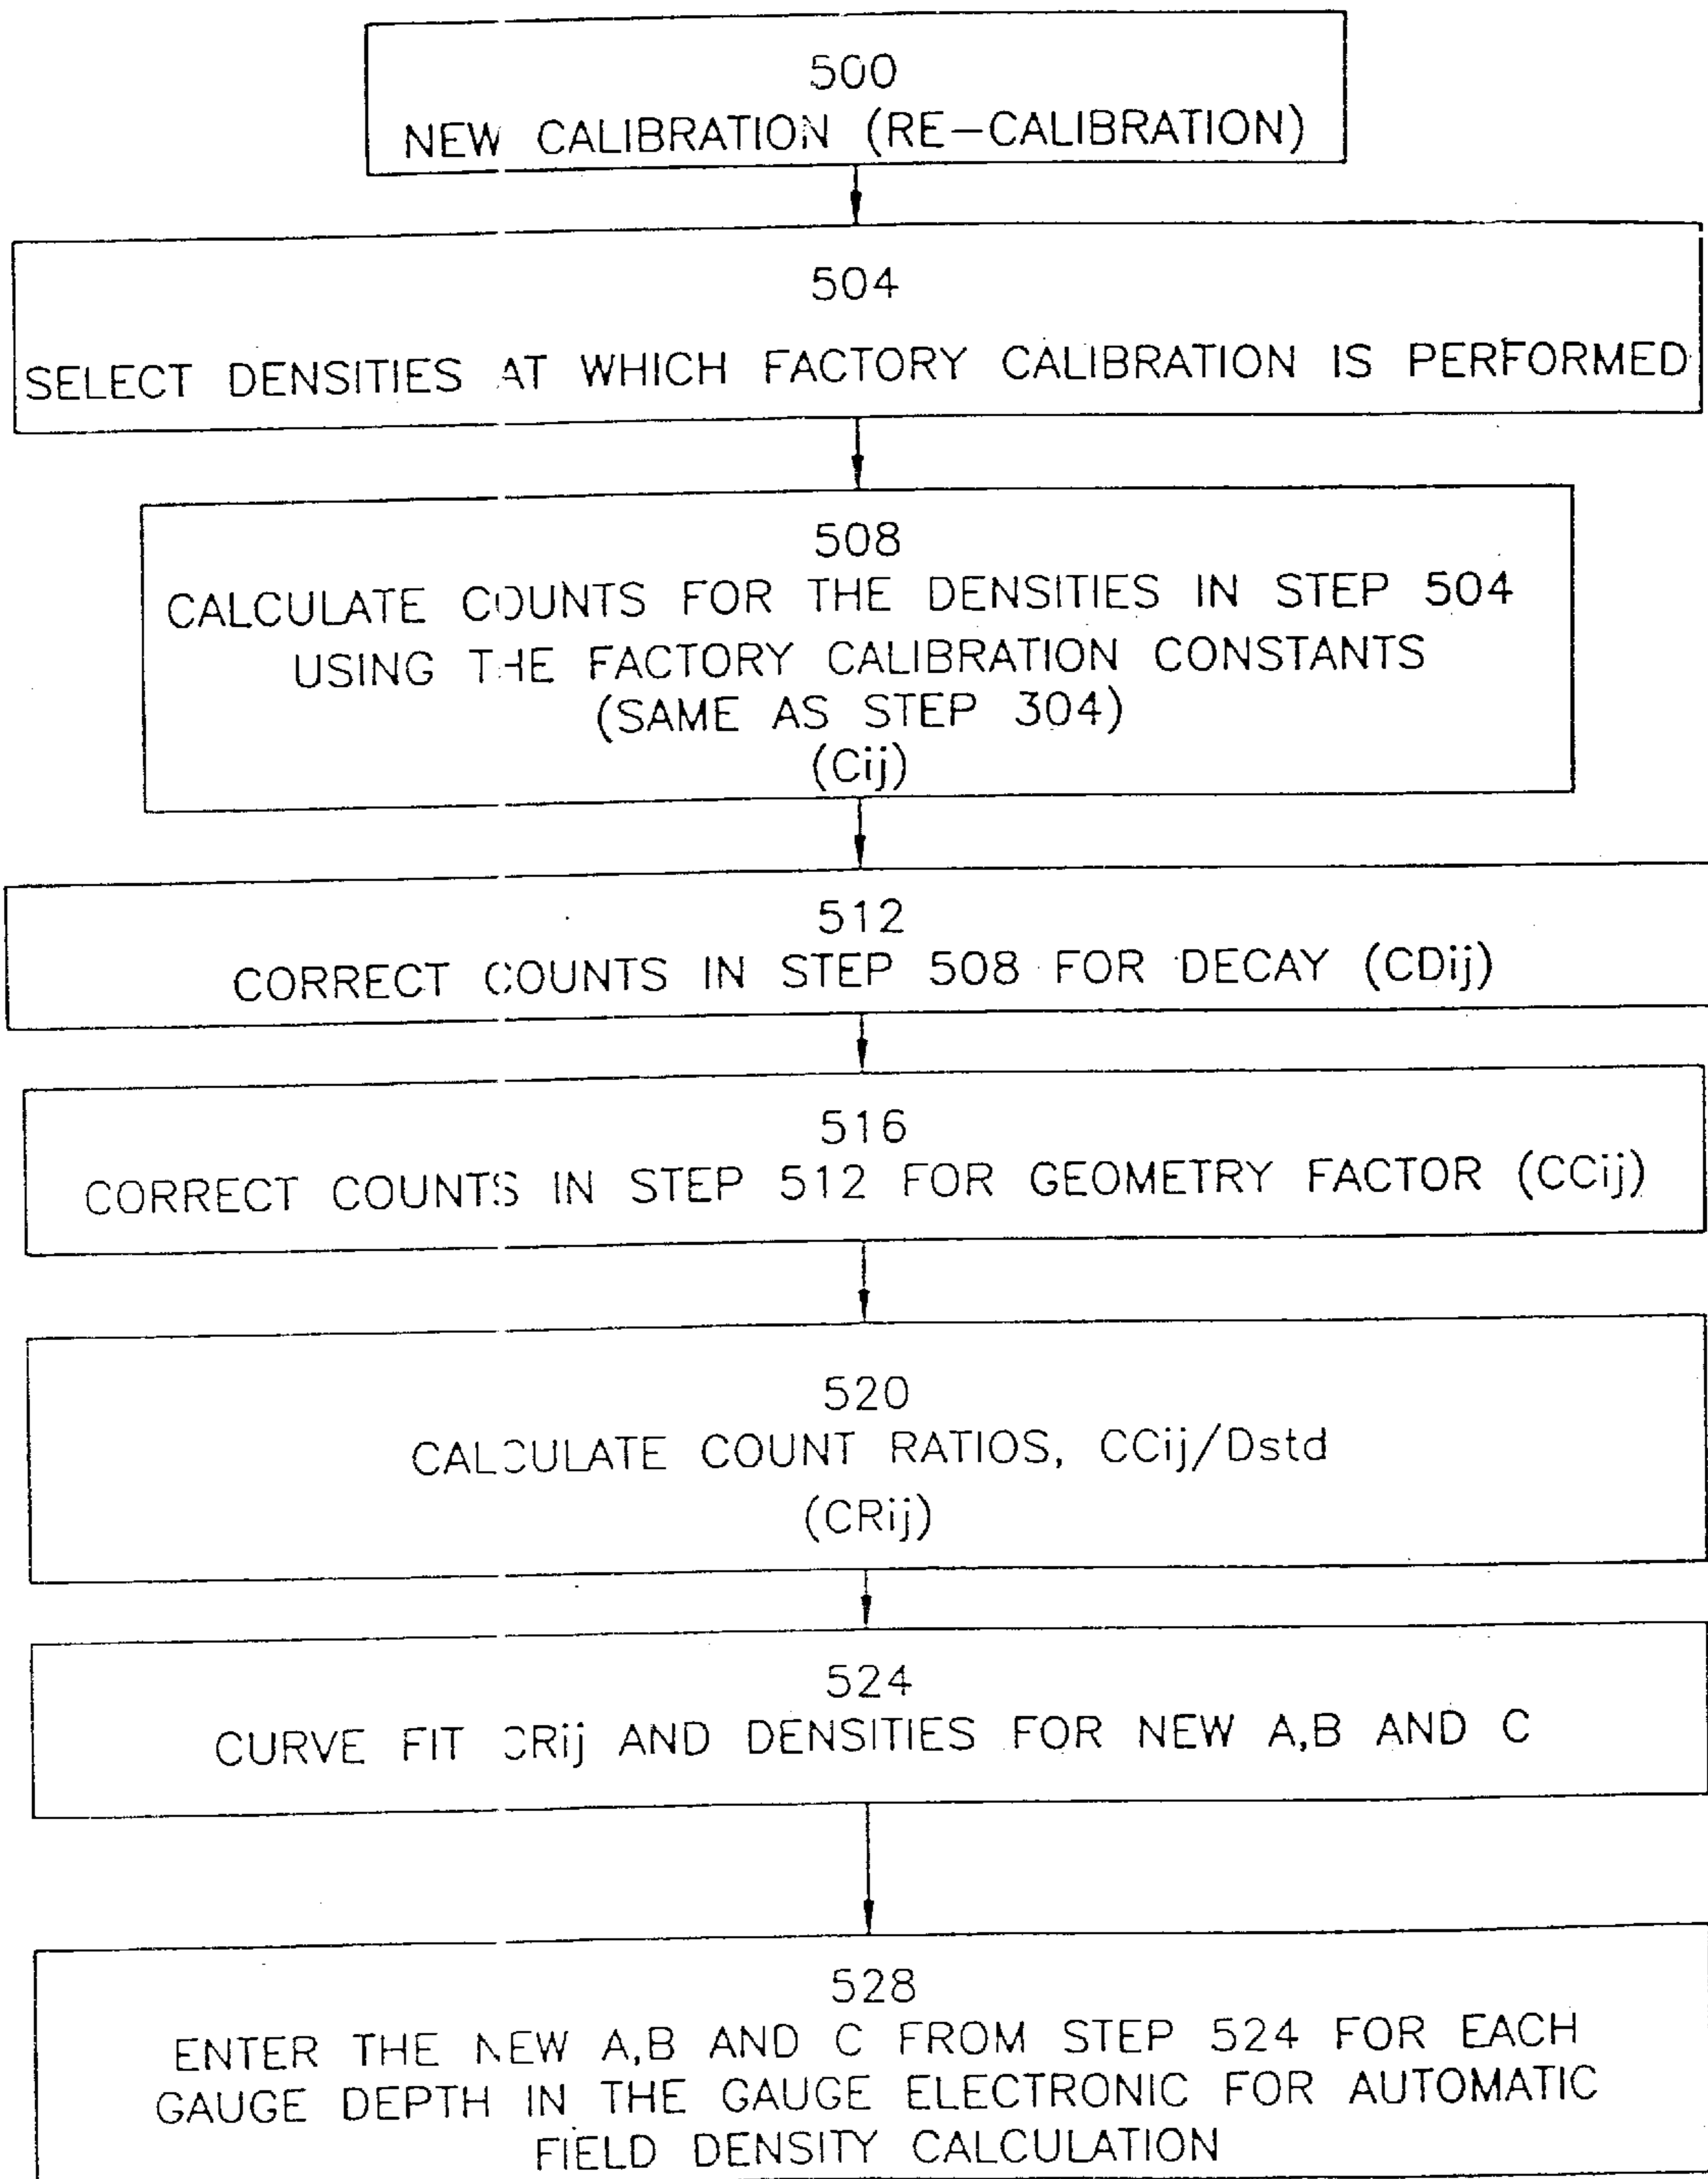 500
NEW CALIBRATION (RE-CALIBRATION)
504
SELECT DENSITIES AT WHICH FACTORY CALIBRATION IS PERFORMED
508
CALCULATE COUNTS FOR THE DENSITIES IN STEP 504
USING THE FACTORY CALIBRATION CONSTANTS
(SAME AS STEP 304)
(Cij)
512
CORRECT COUNTS IN STEP 508 FOR DECAY (CDij)
516
CORRECT COUNTS IN STEP 512 FOR GEOMETRY FACTOR (CCij)
520
CALCULATE COUNT RATIOS, CCij/Dstd
(CRij)
524
CURVE FIT CRij AND DENSITIES FOR NEW A,B AND C
528
ENTER THE NEW A,B AND C FROM STEP 524 FOR EACH
GAUGE DEPTH IN THE GAUGE ELECTRONIC FOR AUTOMATIC
FIELD DENSITY CALCULATION